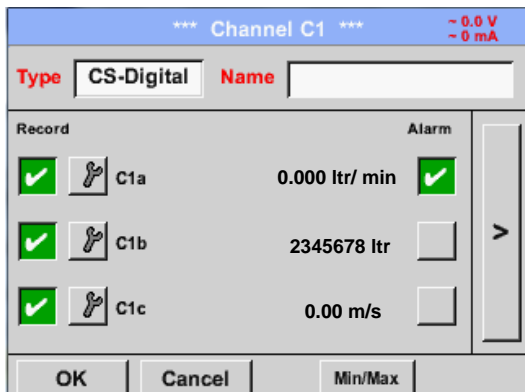 *** Channel C1 ***
~ 0.0 V
~ 0 mA
Type CS-Digital Name
Record Alarm
C1a 0.000 ltr/ min
C1b 2345678 ltr
C1c 0.00 m/s
>
OK Cancel Min/Max